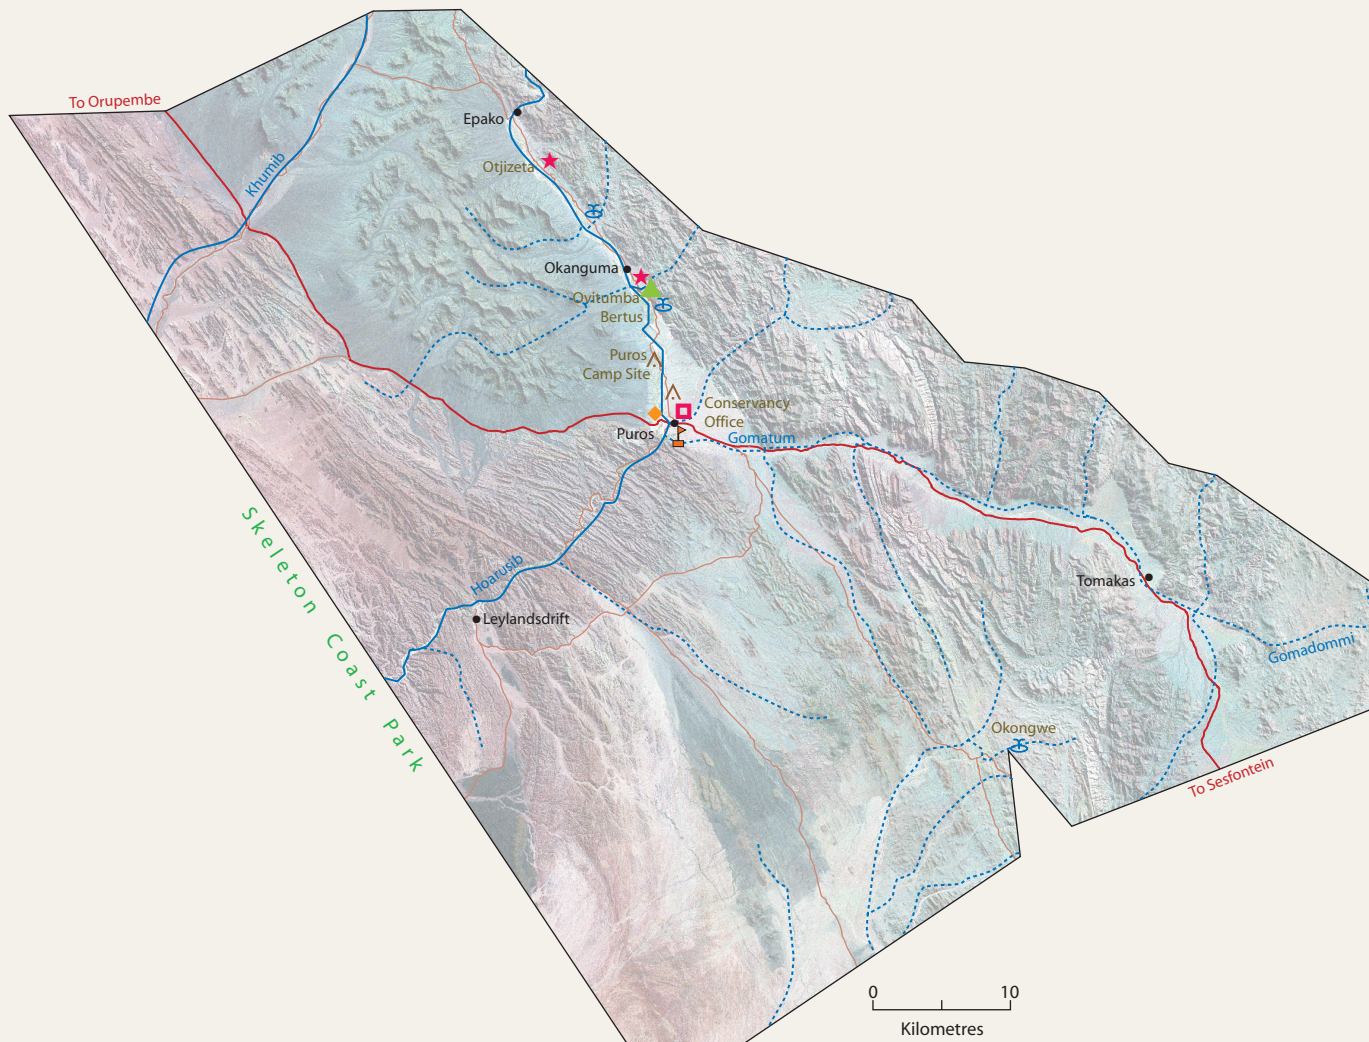 To Orupembe
Epako
Khumib
Otjizeta
Okanguma
Ovitumba
Bertus
Puros
Camp Site
Conservancy
Office
Puros
Gomatum
Skeleton Coast Park
Hoarusib
Tomakas
Leylandsdrift
Gomadommi
Okongwe
To Sesfontein
0 10
Kilometres